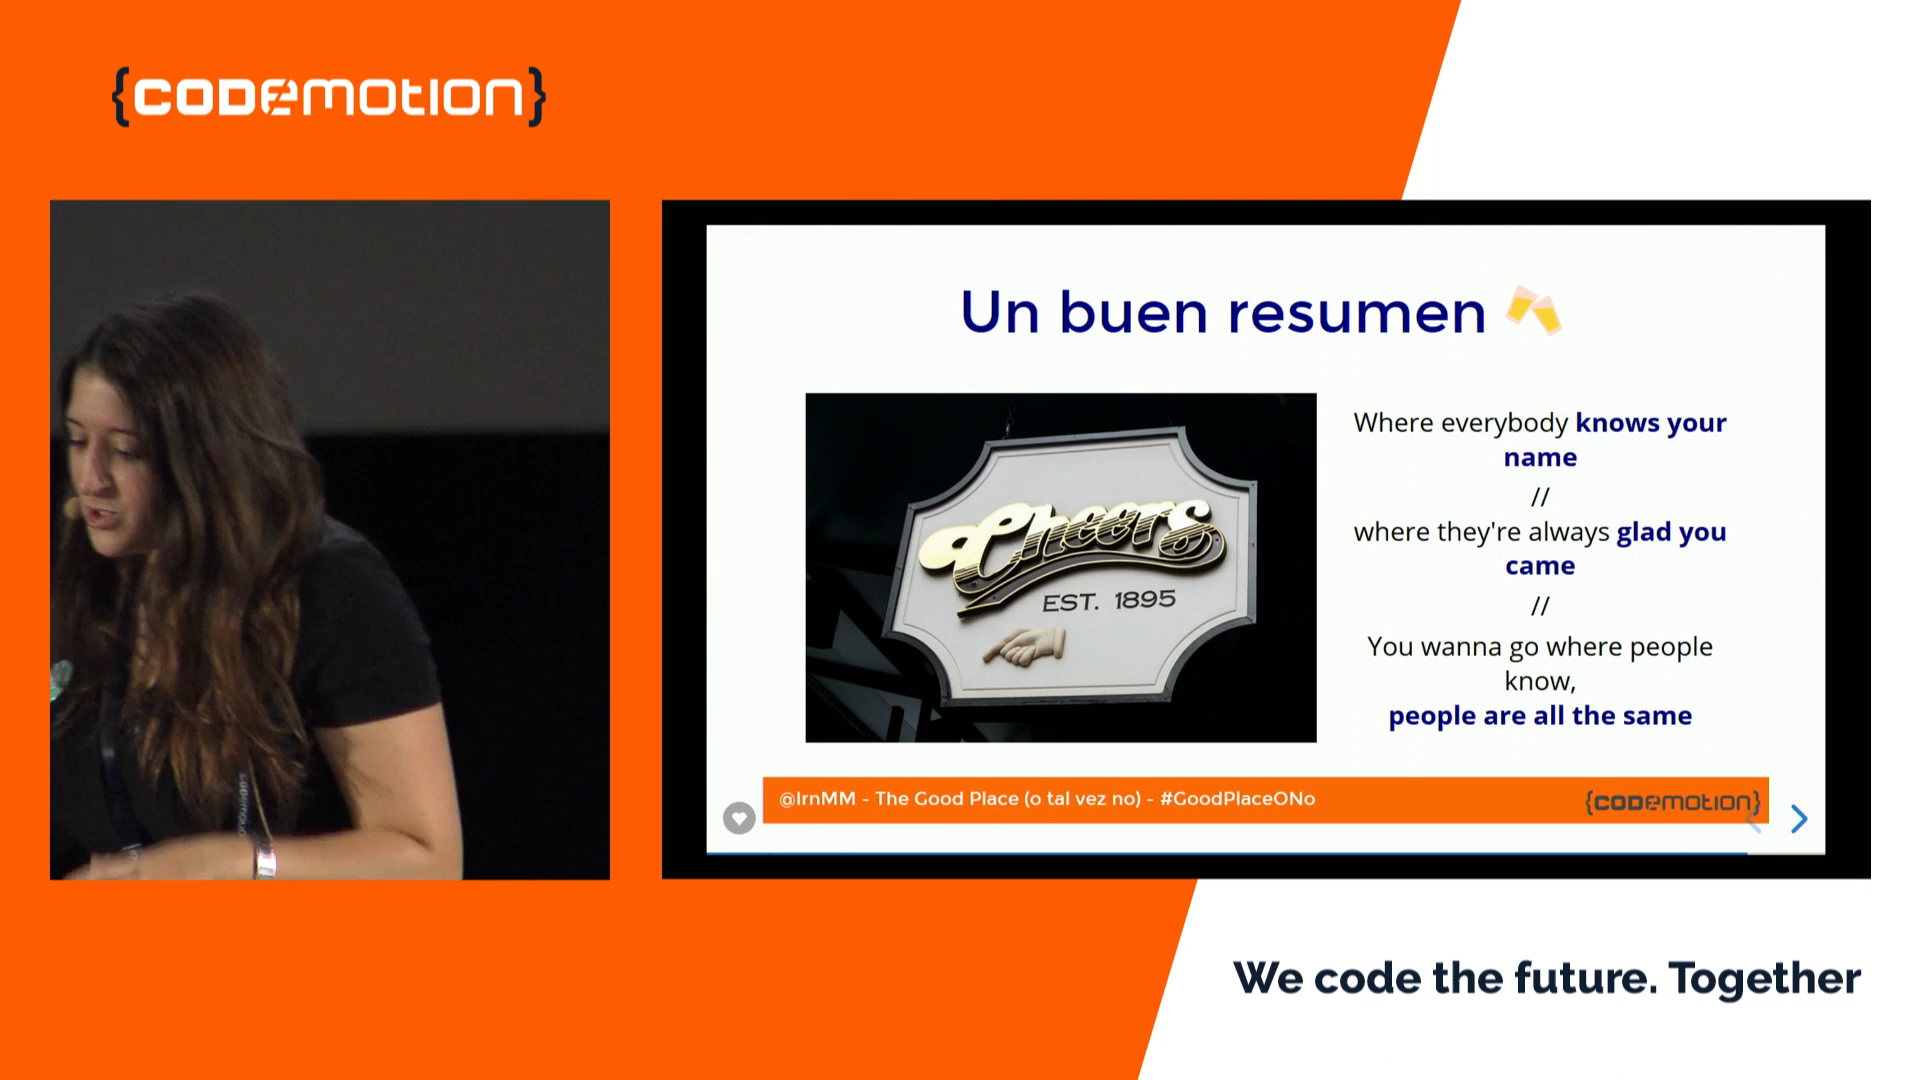 {codemotion}
Un buen resumen
Cheers
EST. 1895
Where everybody knows your
name
//
where they're always glad you
came
//
You wanna go where people
know,
people are all the same
@IrnMM - The Good Place (o tal vez no) - #GoodPlaceONo
{codemotion}
We code the future. Together